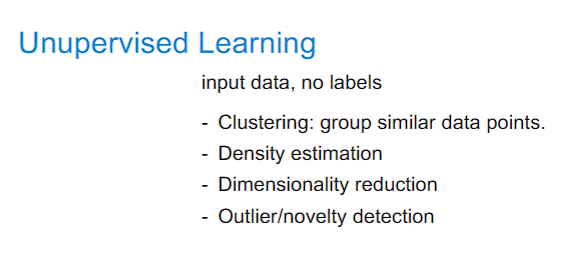 Unupervised Learning
input data, no labels
- Clustering: group similar data points.
- Density estimation
- Dimensionality reduction
- Outlier/novelty detection